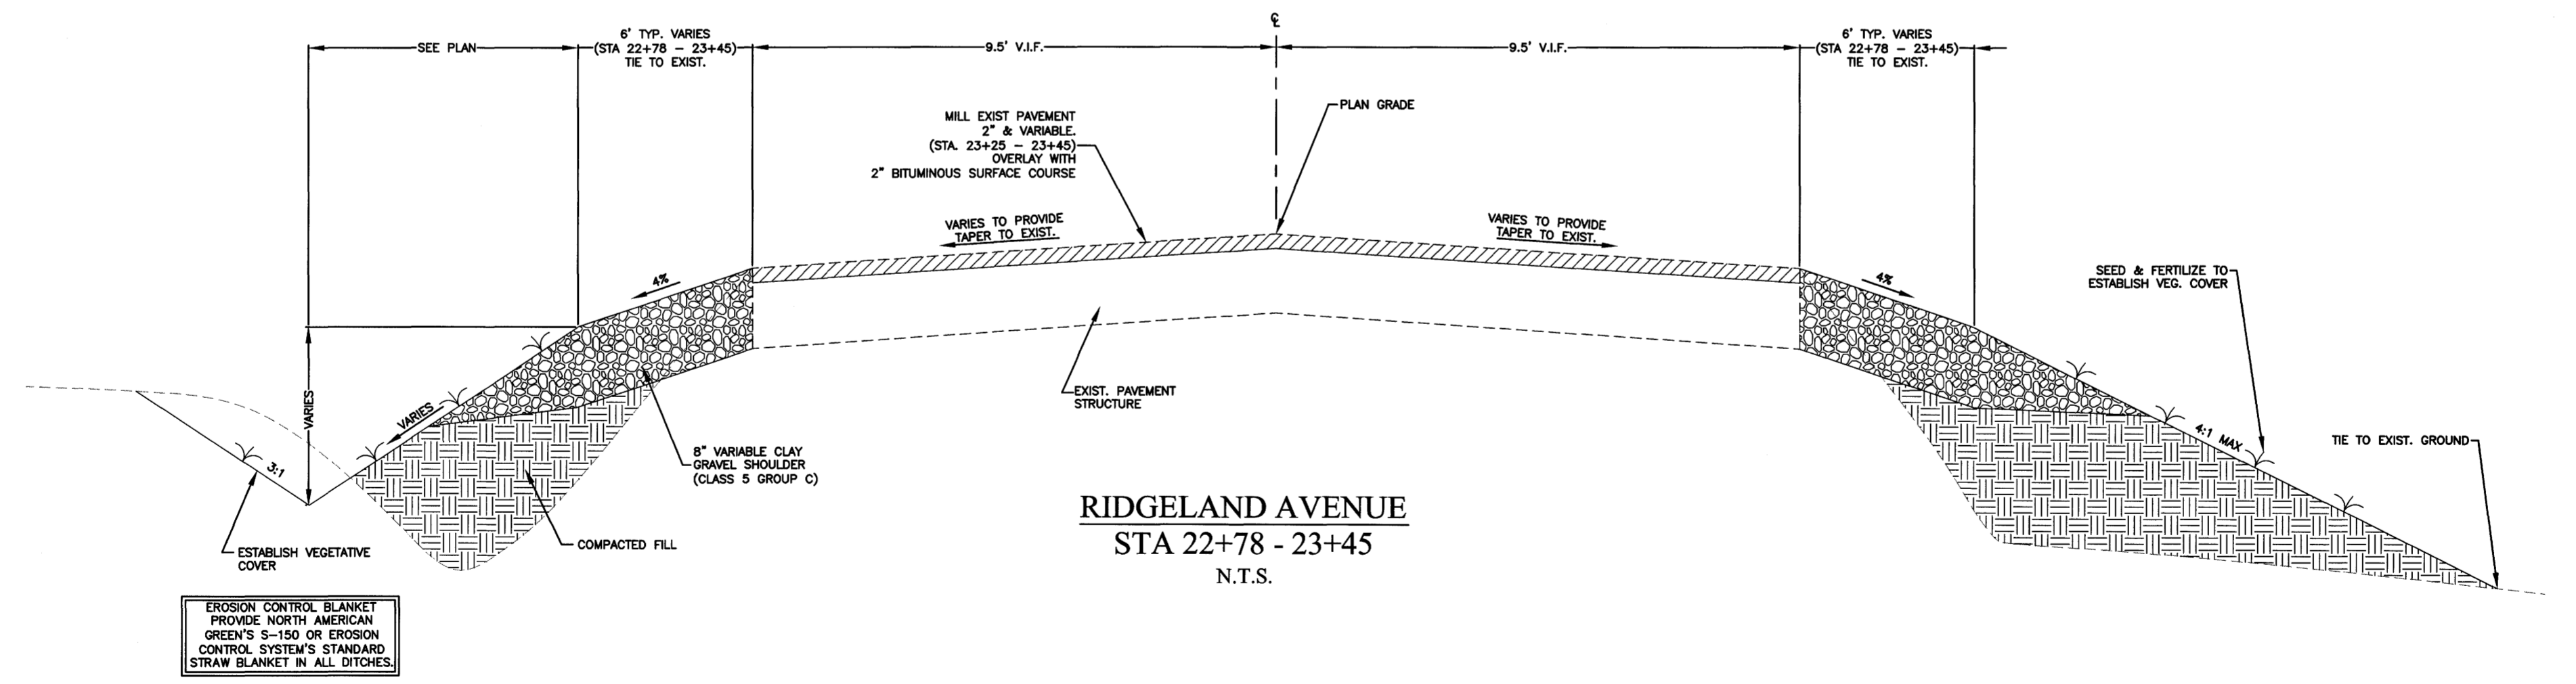 ℄
6' TYP. VARIES
(STA 22+78 - 23+45)
TIE TO EXIST.
SEE PLAN
9.5' V.I.F.
9.5' V.I.F.
6' TYP. VARIES
(STA 22+78 - 23+45)
TIE TO EXIST.
MILL EXIST PAVEMENT
2" & VARIABLE.
(STA. 23+25 - 23+45)
OVERLAY WITH
2" BITUMINOUS SURFACE COURSE
PLAN GRADE
VARIES TO PROVIDE
TAPER TO EXIST.
VARIES TO PROVIDE
TAPER TO EXIST.
4%
4%
SEED & FERTILIZE TO
ESTABLISH VEG. COVER
VARIES
VARIES
EXIST. PAVEMENT
STRUCTURE
3:1
8" VARIABLE CLAY
GRAVEL SHOULDER
(CLASS 5 GROUP C)
4:1 MAX
TIE TO EXIST. GROUND
ESTABLISH VEGETATIVE
COVER
COMPACTED FILL
RIDGELAND AVENUE
STA 22+78 - 23+45
N.T.S.
EROSION CONTROL BLANKET
PROVIDE NORTH AMERICAN
GREEN'S S-150 OR EROSION
CONTROL SYSTEM'S STANDARD
STRAW BLANKET IN ALL DITCHES.